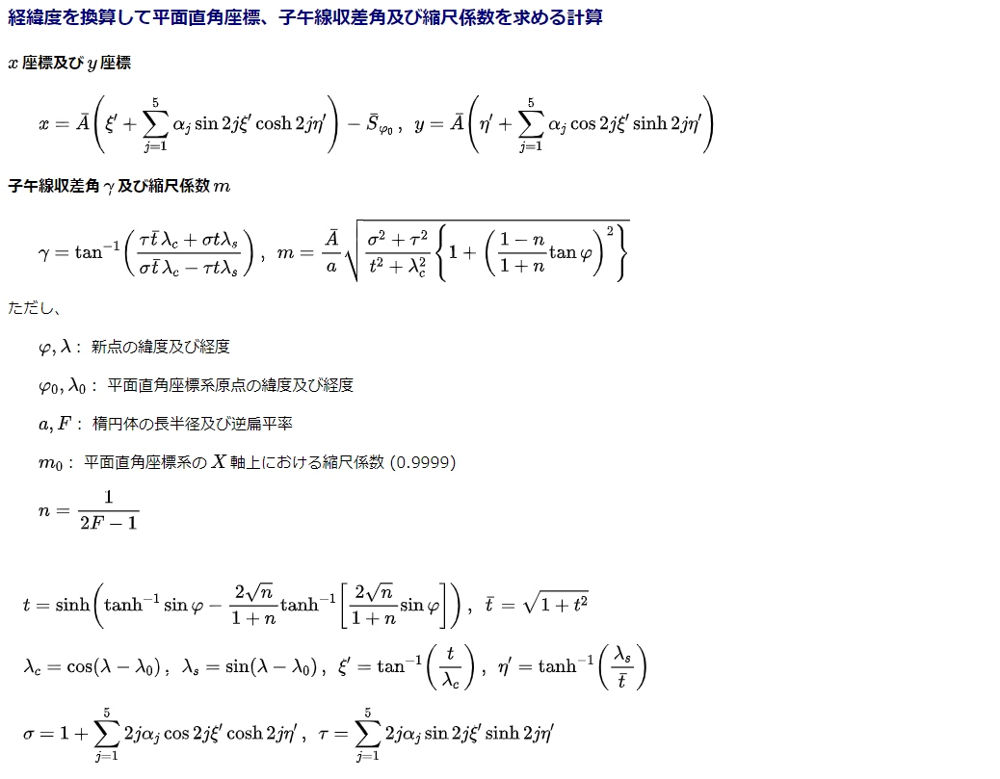 経緯度を換算して平面直角座標、子午線収差角及び縮尺係数を求める計算
x 座標及び y 座標
$x = \bar{A}\left(\xi' + \sum_{j=1}^{5} \alpha_j \sin 2j\xi' \cosh 2j\eta'\right) - \bar{S}_{\varphi_0}\,,\ y = \bar{A}\left(\eta' + \sum_{j=1}^{5} \alpha_j \cos 2j\xi' \sinh 2j\eta'\right)$
子午線収差角 γ 及び縮尺係数 m
$\gamma = \tan^{-1}\left(\frac{\tau \bar{t} \lambda_c + \sigma t \lambda_s}{\sigma \bar{t} \lambda_c - \tau t \lambda_s}\right)\,,\ m = \frac{\bar{A}}{a}\sqrt{\frac{\sigma^2 + \tau^2}{t^2 + \lambda_c^2}\left\{1 + \left(\frac{1-n}{1+n}\tan\varphi\right)^2\right\}}$
ただし、
φ, λ : 新点の緯度及び経度
φ₀, λ₀ : 平面直角座標系原点の緯度及び経度
a, F : 楕円体の長半径及び逆扁平率
m₀ : 平面直角座標系の X 軸上における縮尺係数 (0.9999)
$n = \frac{1}{2F-1}$
$t = \sinh\left(\tanh^{-1}\sin\varphi - \frac{2\sqrt{n}}{1+n}\tanh^{-1}\left[\frac{2\sqrt{n}}{1+n}\sin\varphi\right]\right)\,,\ \bar{t} = \sqrt{1+t^2}$
$\lambda_c = \cos(\lambda - \lambda_0)\,,\ \lambda_s = \sin(\lambda - \lambda_0)\,,\ \xi' = \tan^{-1}\left(\frac{t}{\lambda_c}\right)\,,\ \eta' = \tanh^{-1}\left(\frac{\lambda_s}{\bar{t}}\right)$
$\sigma = 1 + \sum_{j=1}^{5} 2j\alpha_j \cos 2j\xi' \cosh 2j\eta'\,,\ \tau = \sum_{j=1}^{5} 2j\alpha_j \sin 2j\xi' \sinh 2j\eta'$